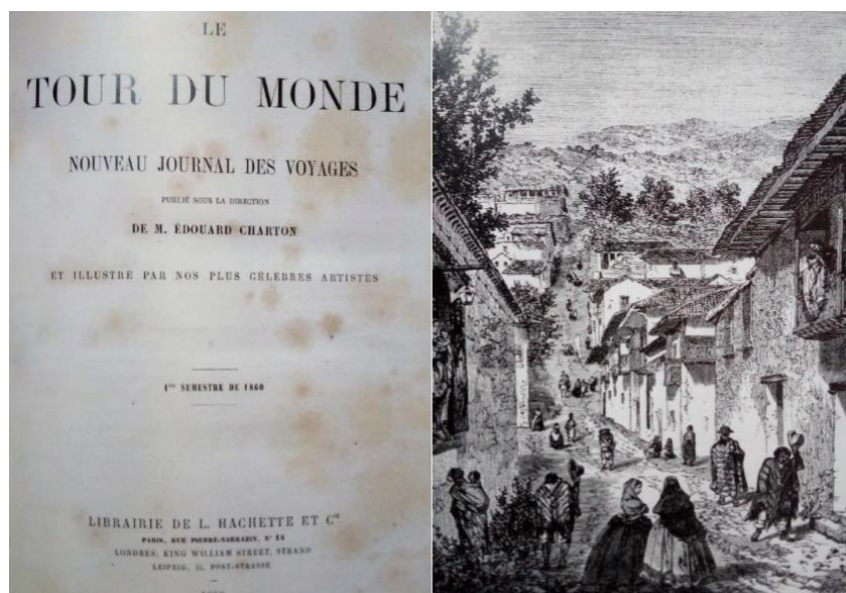 LE
TOUR DU MONDE
NOUVEAU JOURNAL DES VOYAGES
PUBLIÉ SOUS LA DIRECTION
DE M. ÉDOUARD CHARTON
ET ILLUSTRÉ PAR NOS PLUS CÉLÈBRES ARTISTES
1er SEMESTRE DE 1860
LIBRAIRIE DE L. HACHETTE ET Cie
PARIS, RUE PIERRE-SARRAZIN, N° 14
LONDRES, KING WILLIAM STREET, STRAND
LEIPZIG, 15, POST-STRASSE